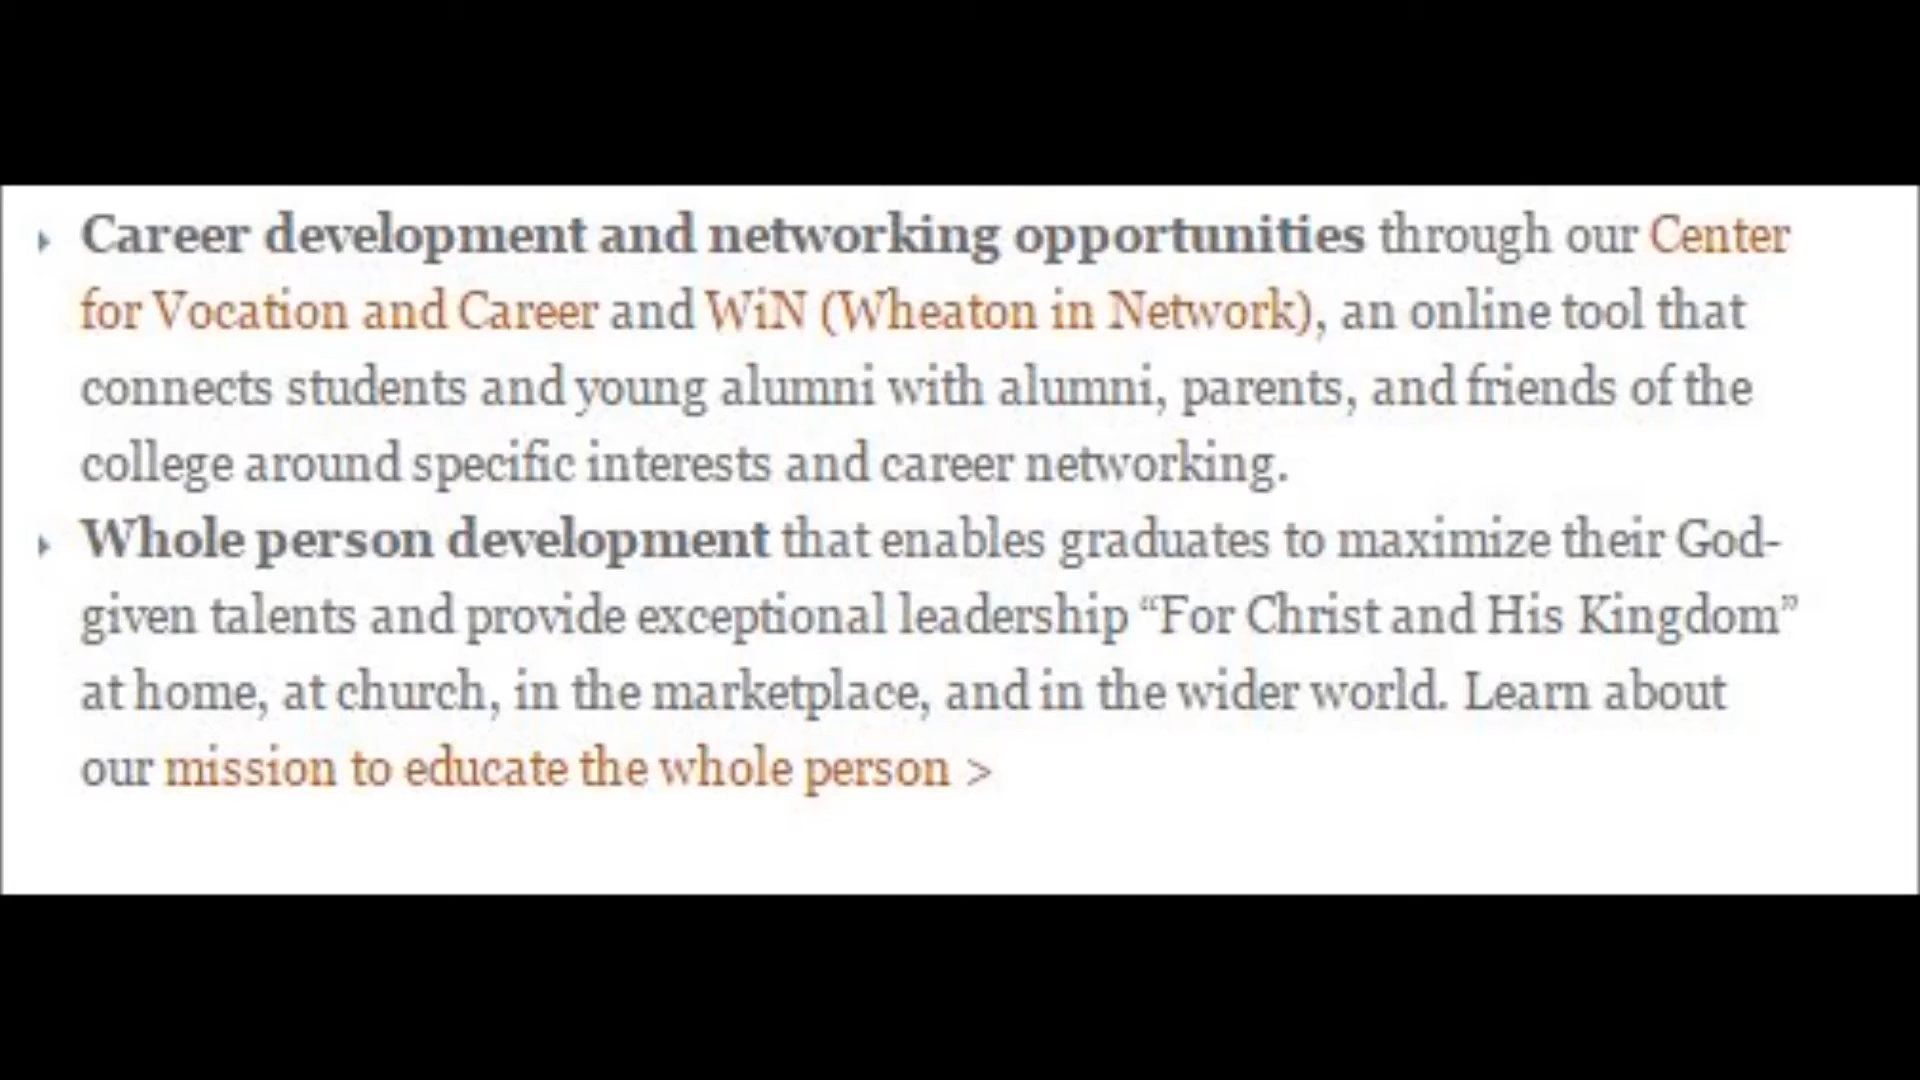 Career development and networking opportunities through our Center
for Vocation and Career and WiN (Wheaton in Network), an online tool that
connects students and young alumni with alumni, parents, and friends of the
college around specific interests and career networking.
Whole person development that enables graduates to maximize their God-
given talents and provide exceptional leadership “For Christ and His Kingdom”
at home, at church, in the marketplace, and in the wider world. Learn about
our mission to educate the whole person >